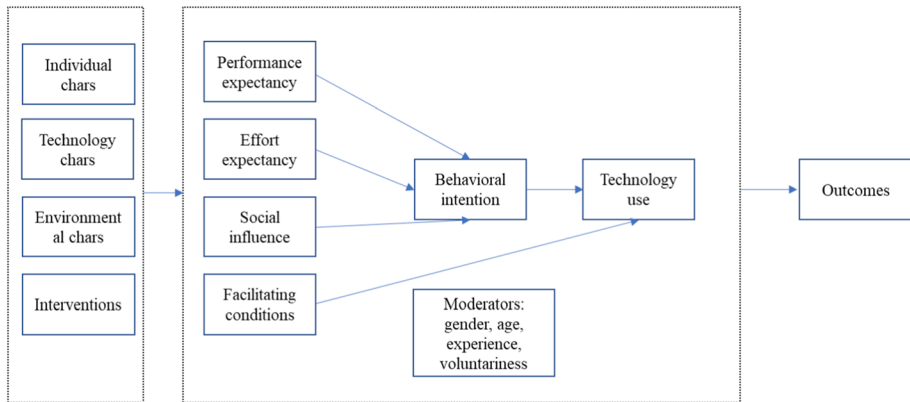 Individual
chars
Technology
chars
Environment
al chars
Interventions
Performance
expectancy
Effort
expectancy
Social
influence
Facilitating
conditions
Behavioral
intention
Technology
use
Moderators:
gender, age,
experience,
voluntariness
Outcomes